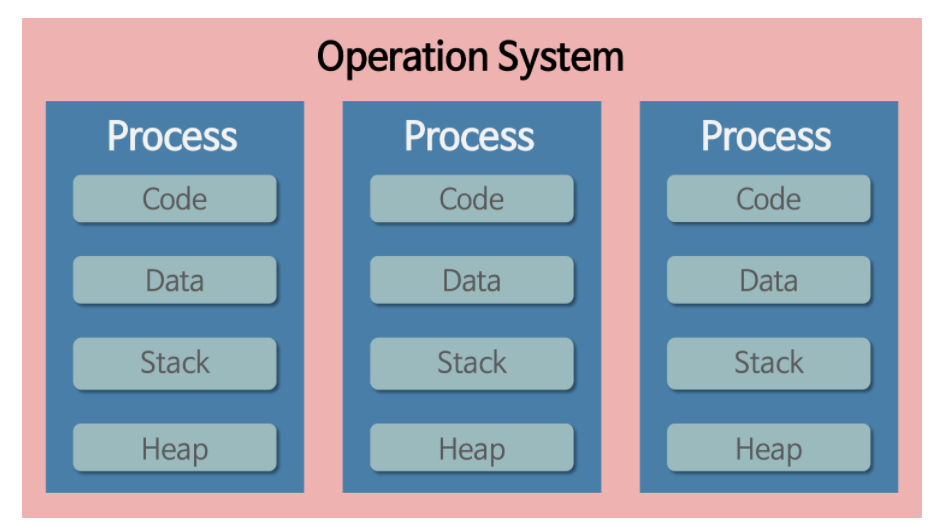 Operation System
Process
Code
Data
Stack
Heap
Process
Code
Data
Stack
Heap
Process
Code
Data
Stack
Heap